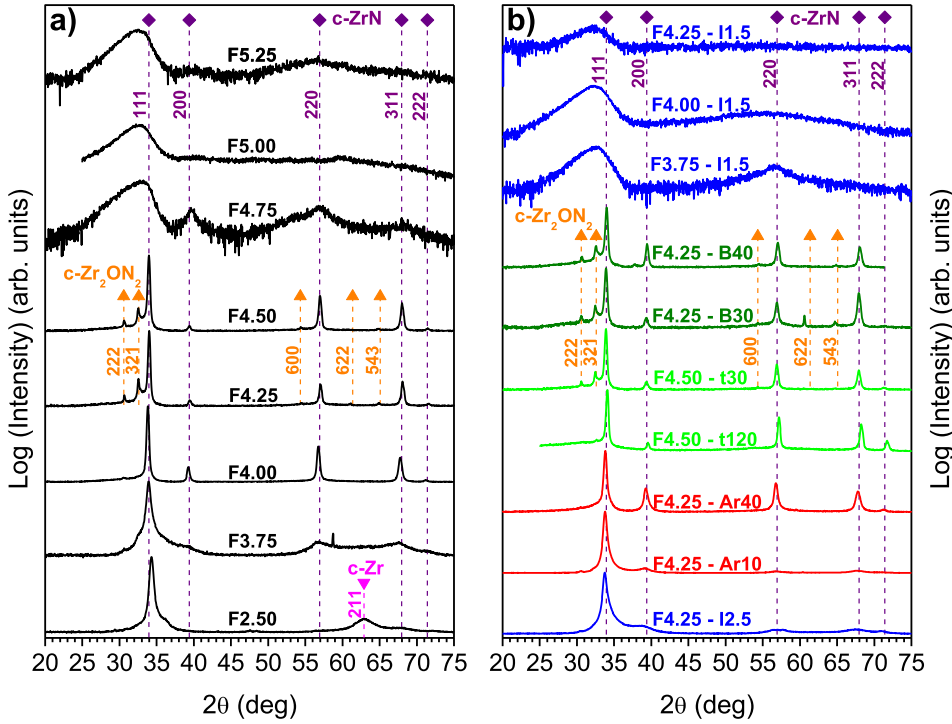 a)
c-ZrN
F5.25
111
200
220
311
222
F5.00
F4.75
c-Zr2ON2
F4.50
222
321
600
622
543
F4.25
F4.00
F3.75
c-Zr
211
F2.50
20 25 30 35 40 45 50 55 60 65 70 75
2θ (deg)
Log (Intensity) (arb. units)
b)
c-ZrN
F4.25 - I1.5
111
200
220
311
222
F4.00 - I1.5
F3.75 - I1.5
c-Zr2ON2
F4.25 - B40
F4.25 - B30
222
321
600
622
543
F4.50 - t30
F4.50 - t120
F4.25 - Ar40
F4.25 - Ar10
F4.25 - I2.5
20 25 30 35 40 45 50 55 60 65 70 75
2θ (deg)
Log (Intensity) (arb. units)